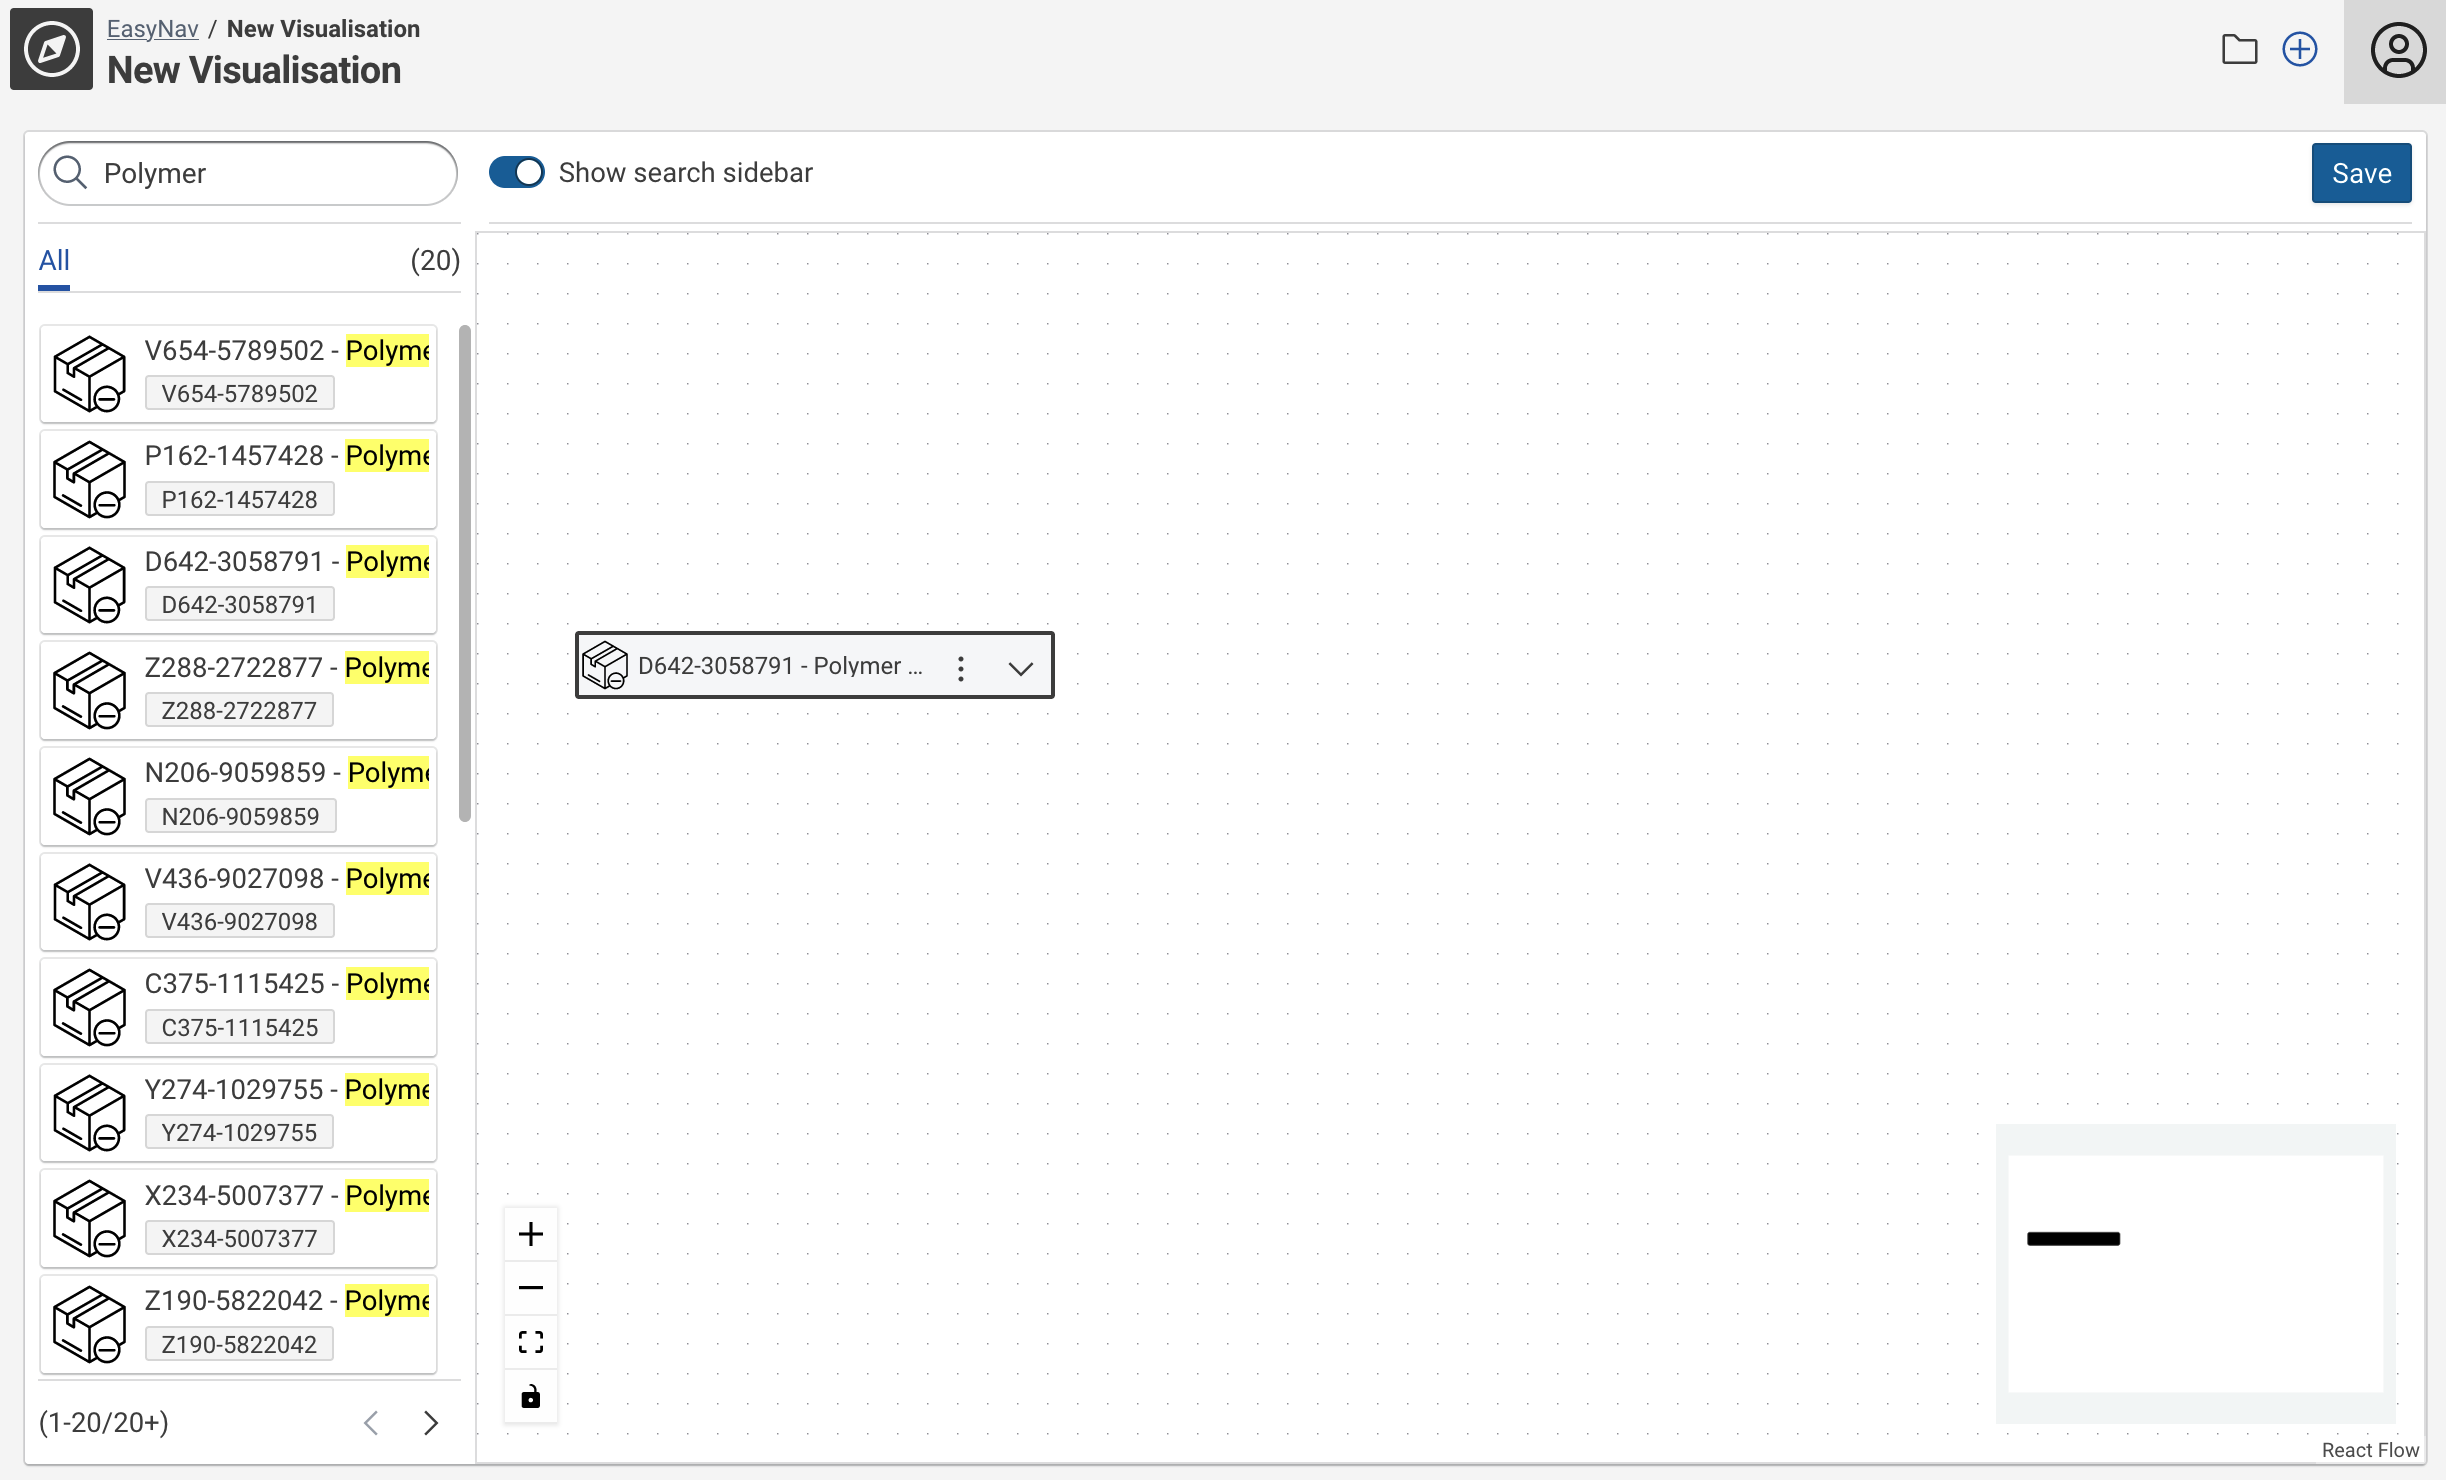 EasyNav / New Visualisation
New Visualisation
Polymer
Show search sidebar
Save
All
(20)
V654-5789502 - Polyme
V654-5789502
P162-1457428 - Polyme
P162-1457428
D642-3058791 - Polyme
D642-3058791
Z288-2722877 - Polyme
Z288-2722877
N206-9059859 - Polyme
N206-9059859
V436-9027098 - Polyme
V436-9027098
C375-1115425 - Polyme
C375-1115425
Y274-1029755 - Polyme
Y274-1029755
X234-5007377 - Polyme
X234-5007377
Z190-5822042 - Polyme
Z190-5822042
(1-20/20+)
D642-3058791 - Polymer ...
React Flow